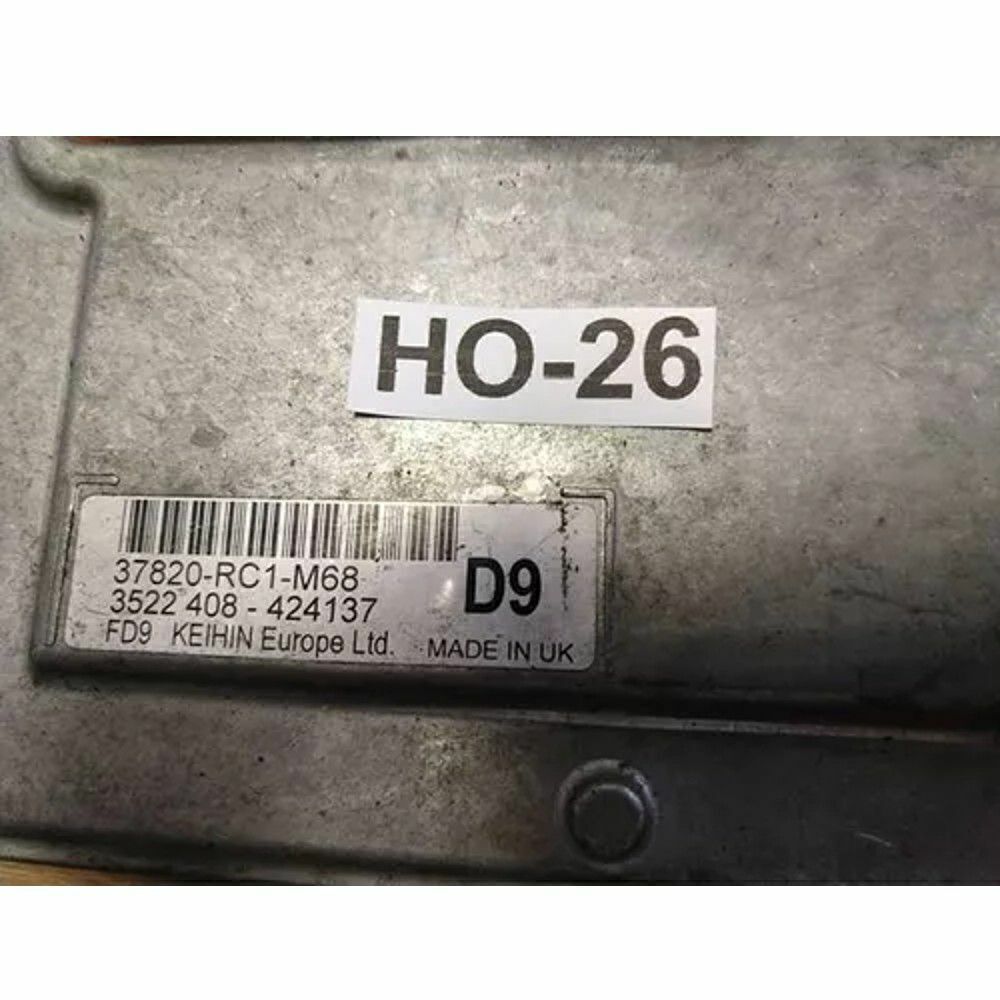 HO-26
37820-RC1-M68
3522 408 - 424137
D9
FD9 KEIHIN Europe Ltd. MADE IN UK